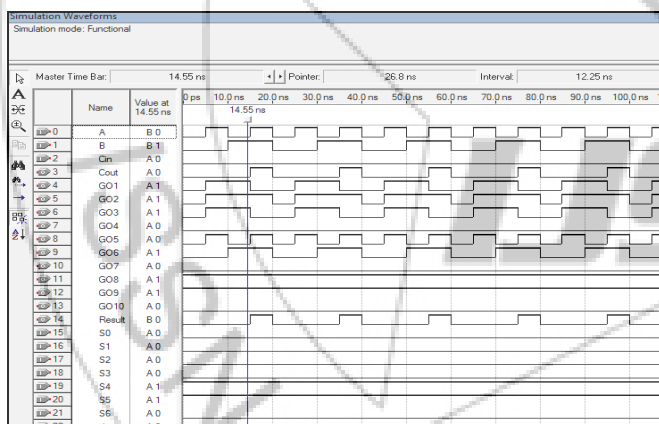 Simulation Waveforms
Simulation mode: Functional
Master Time Bar: 14.55 ns Pointer: 26.8 ns Interval: 12.25 ns
Name Value at 14.55 ns 0 ps 10.0 ns 20.0 ns 30.0 ns 40.0 ns 50.0 ns 60.0 ns 70.0 ns 80.0 ns 90.0 ns 100.0 ns
14.55 ns
0 A B 0
1 B B 1
2 Cin A 0
3 Cout A 0
4 GO1 A 1
5 GO2 A 1
6 GO3 A 1
7 GO4 A 0
8 GO5 A 0
9 GO6 A 1
10 GO7 A 0
11 GO8 A 1
12 GO9 A 1
13 GO10 A 0
14 Result B 0
15 S0 A 0
16 S1 A 0
17 S2 A 0
18 S3 A 0
19 S4 A 1
20 S5 A 1
21 S6 A 0